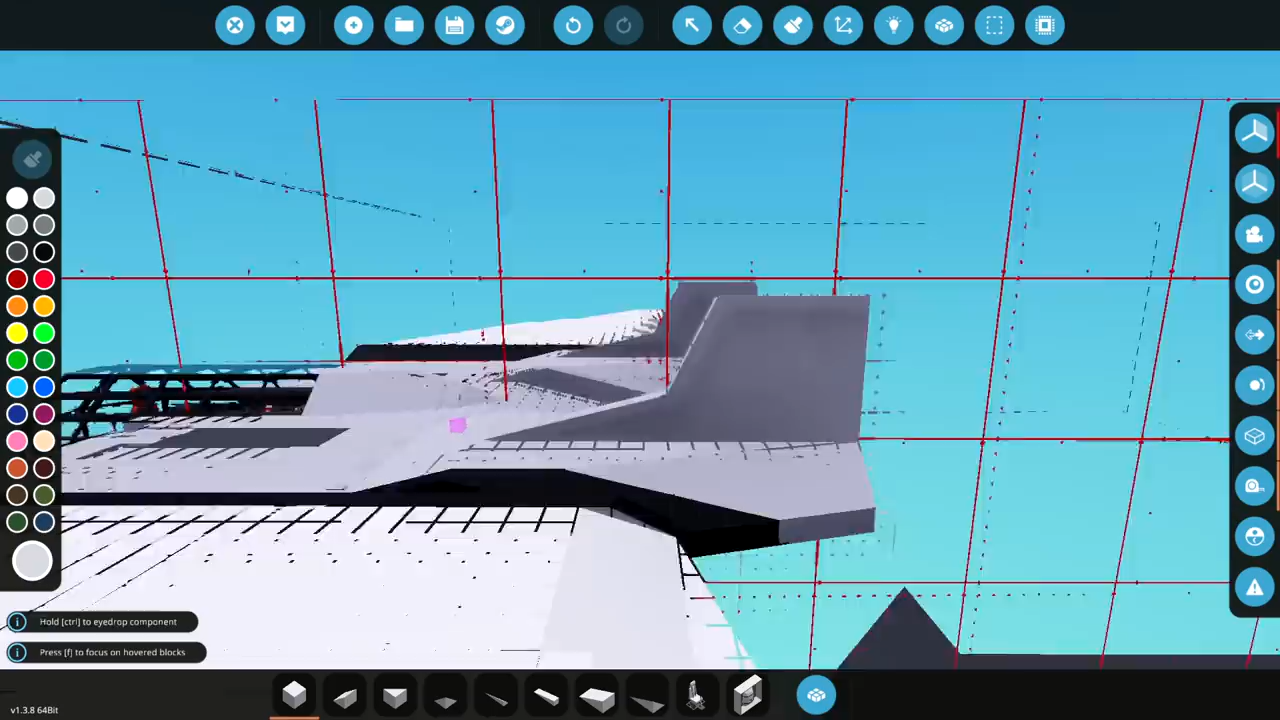 Hold [ctrl] to eyedrop component
Press [f] to focus on hovered blocks
v1.3.8 64Bit